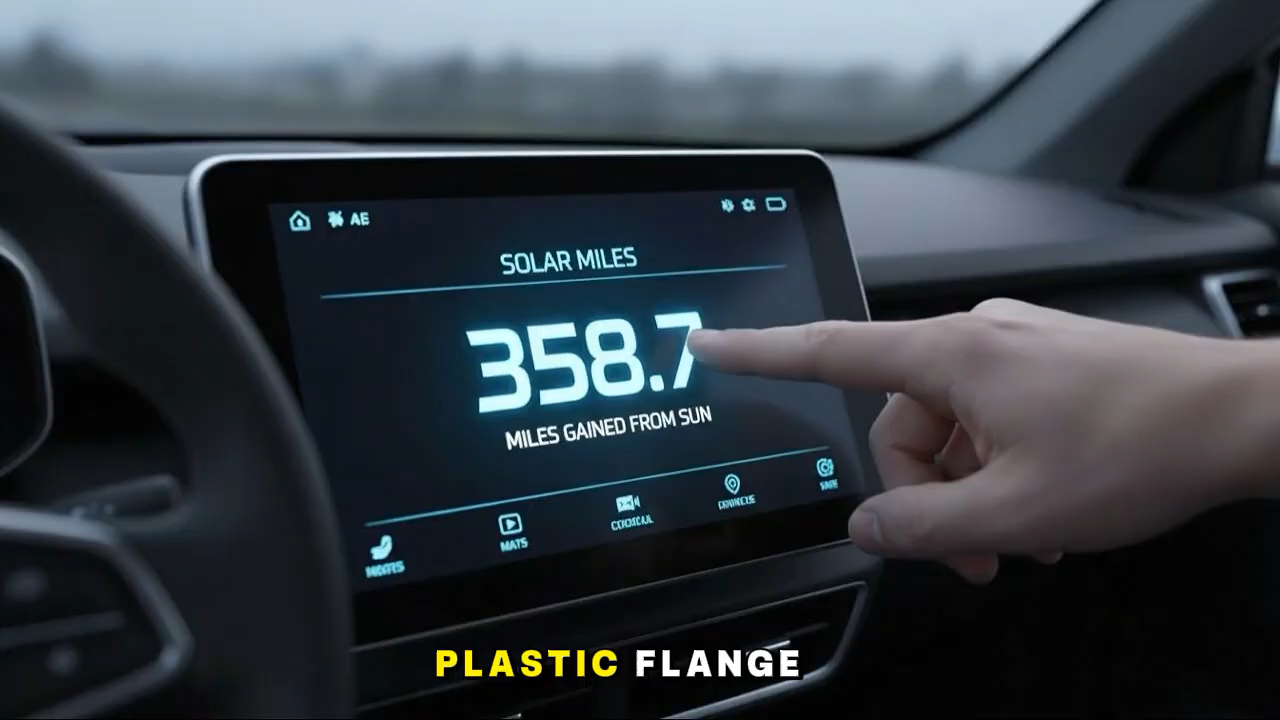 AE
SOLAR MILES
358.7
MILES GAINED FROM SUN
MATS
PLASTIC FLANGE